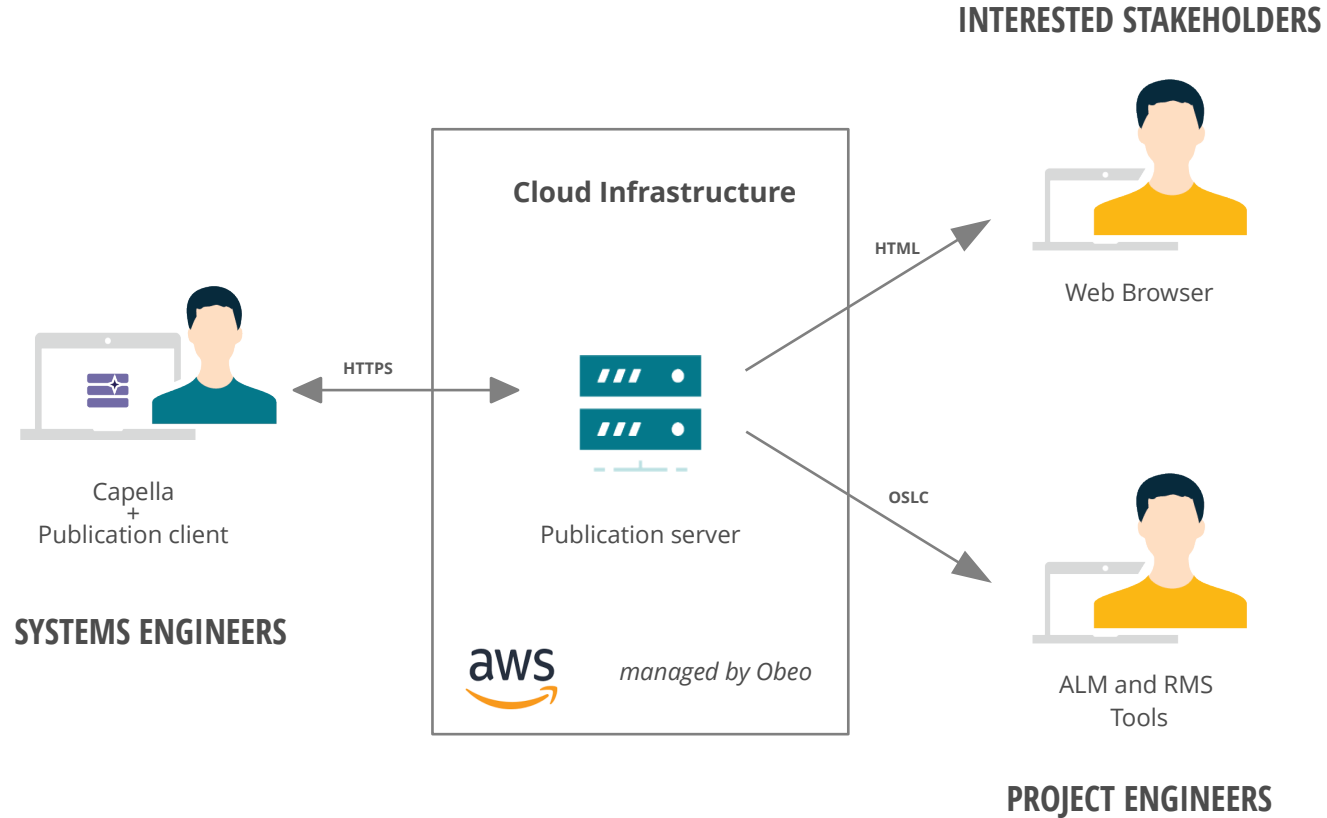 INTERESTED STAKEHOLDERS
Cloud Infrastructure
HTML
Web Browser
HTTPS
Capella
+
Publication client
Publication server
OSLC
SYSTEMS ENGINEERS
aws
managed by Obeo
ALM and RMS
Tools
PROJECT ENGINEERS